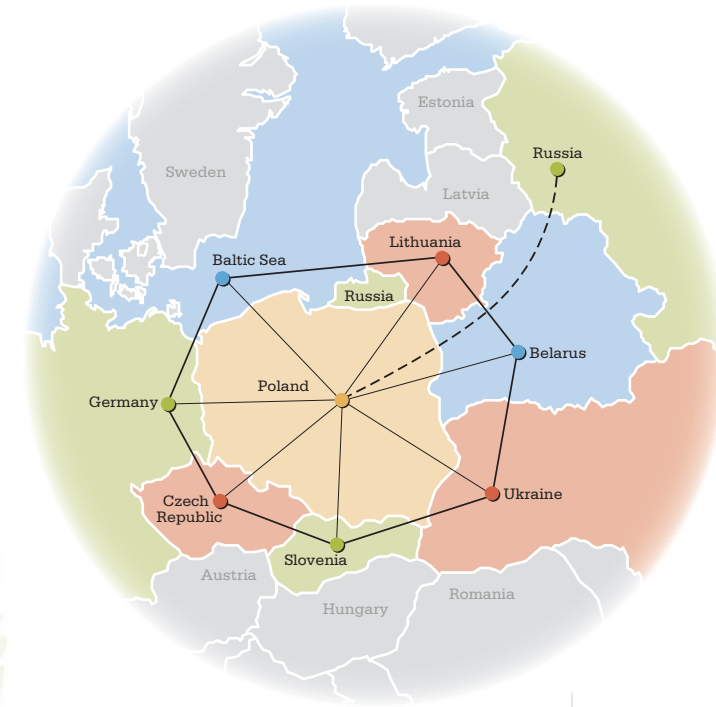 Estonia
Russia
Sweden
Latvia
Lithuania
Baltic Sea
Russia
Belarus
Poland
Germany
Czech
Republic
Ukraine
Slovenia
Austria
Romania
Hungary